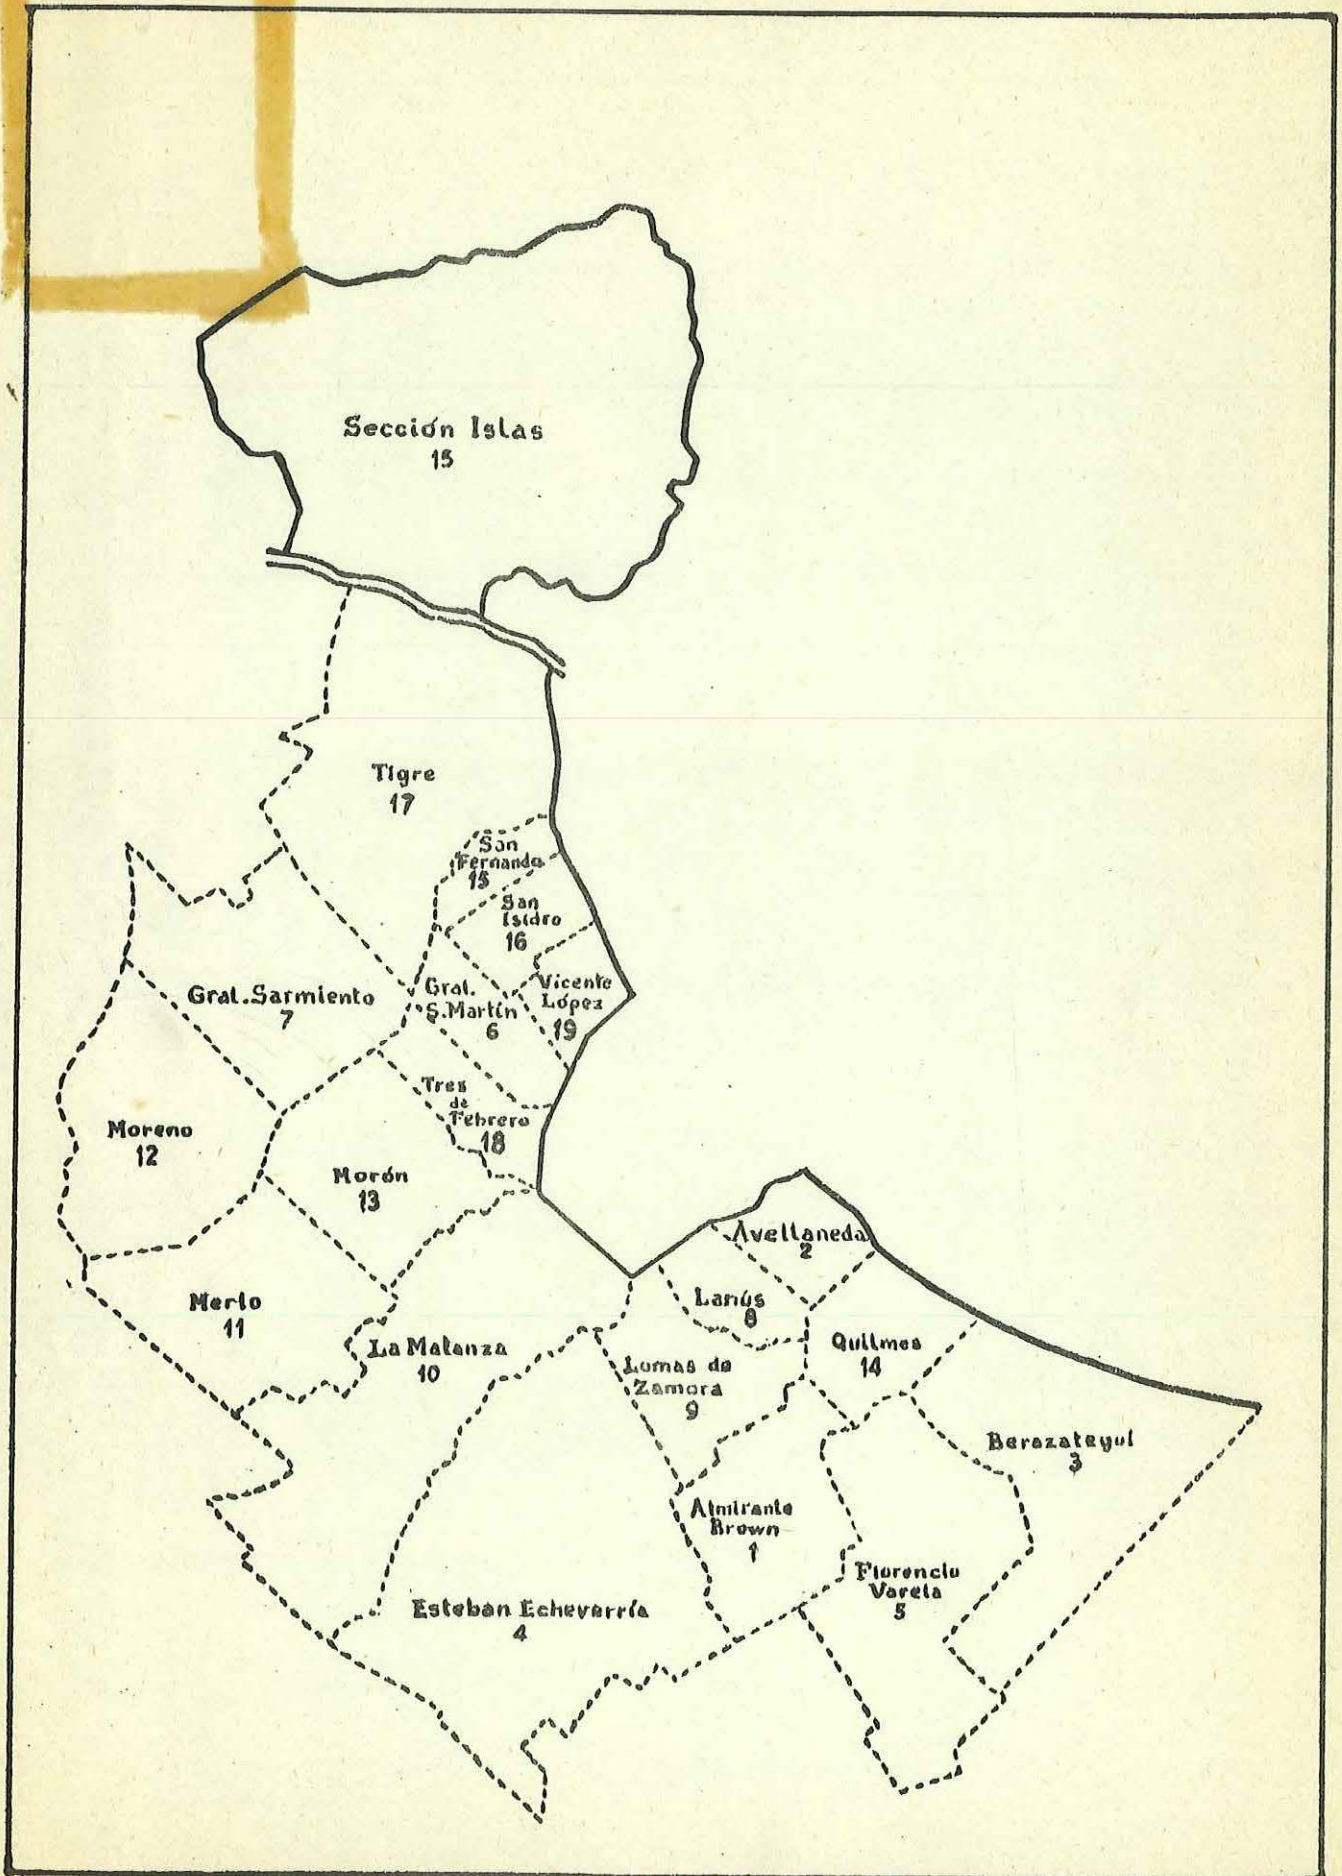 Sección Islas
15
Tigre
17
San
Fernando
15
San
Isidro
16
Vicente
López
19
Gral.
S.Martín
6
Gral.Sarmiento
7
Tres
de
Febrero
18
Moreno
12
Morón
13
Merlo
11
La Matanza
10
Avellaneda
2
Lanús
8
Quilmes
14
Lomas de
Zamora
9
Berazategui
3
Almirante
Brown
1
Florencio
Varela
5
Esteban Echeverría
4